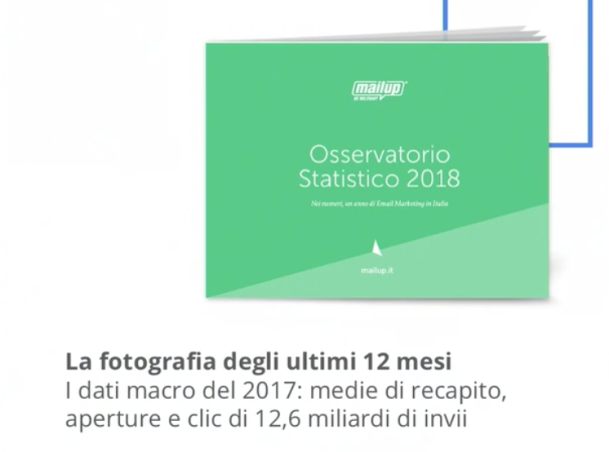 mailup
Osservatorio
Statistico 2018
Nei numeri, un anno di Email Marketing in Italia
mailup.it
La fotografia degli ultimi 12 mesi
I dati macro del 2017: medie di recapito,
aperture e clic di 12,6 miliardi di invii